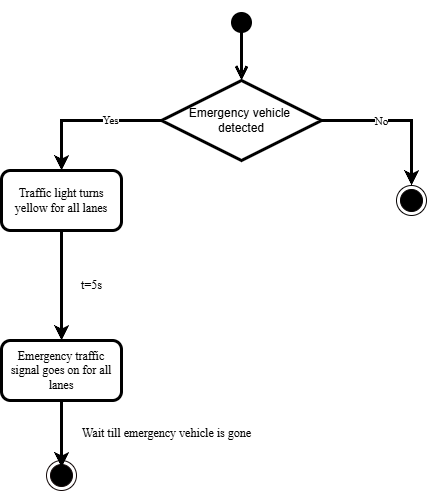 Emergency vehicle
detected
Yes
No
Traffic light turns
yellow for all lanes
t=5s
Emergency traffic
signal goes on for all
lanes
Wait till emergency vehicle is gone